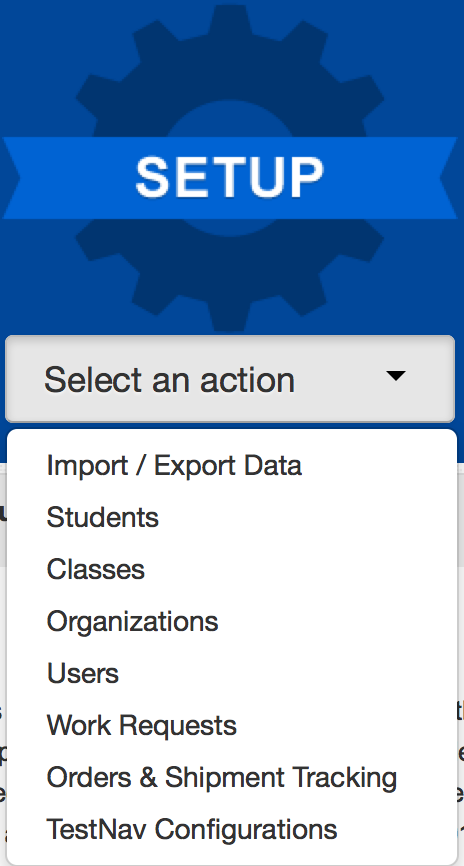 SETUP
Select an action
Import / Export Data
Students
Classes
Organizations
Users
Work Requests
Orders & Shipment Tracking
TestNav Configurations